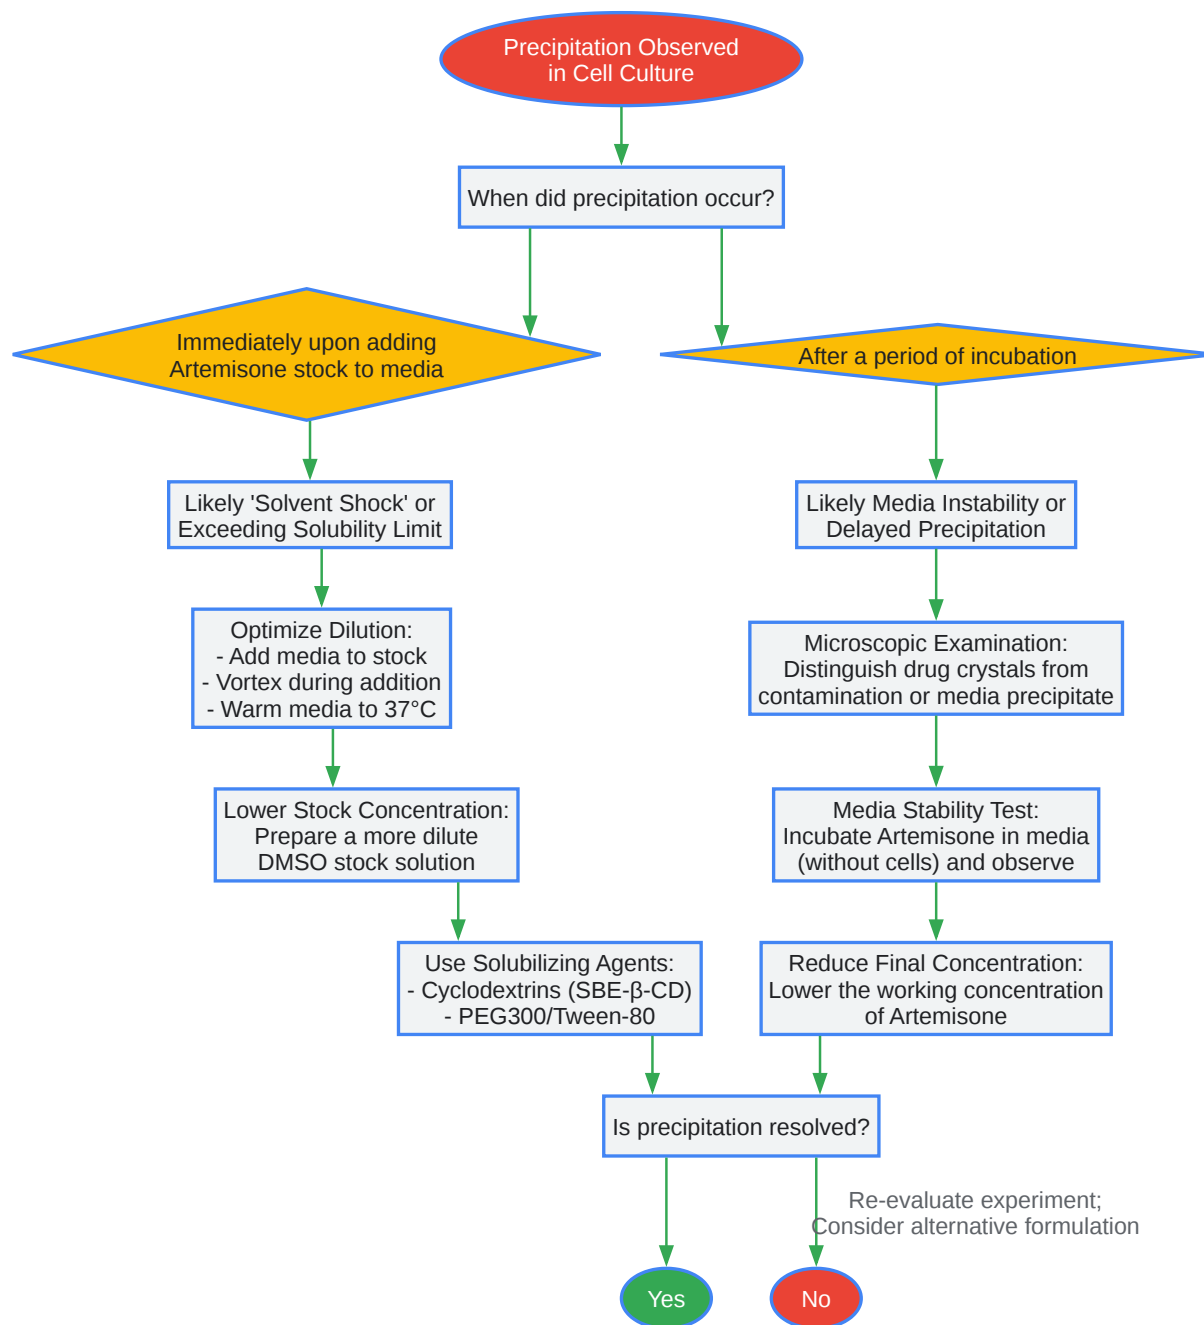 Precipitation Observed
in Cell Culture
When did precipitation occur?
Immediately upon adding
Artemisone stock to media
After a period of incubation
Likely 'Solvent Shock' or
Exceeding Solubility Limit
Likely Media Instability or
Delayed Precipitation
Optimize Dilution:
- Add media to stock
- Vortex during addition
- Warm media to 37°C
Microscopic Examination:
Distinguish drug crystals from
contamination or media precipitate
Lower Stock Concentration:
Prepare a more dilute
DMSO stock solution
Media Stability Test:
Incubate Artemisone in media
(without cells) and observe
Use Solubilizing Agents:
- Cyclodextrins (SBE-β-CD)
- PEG300/Tween-80
Reduce Final Concentration:
Lower the working concentration
of Artemisone
Is precipitation resolved?
Re-evaluate experiment;
Consider alternative formulation
Yes
No